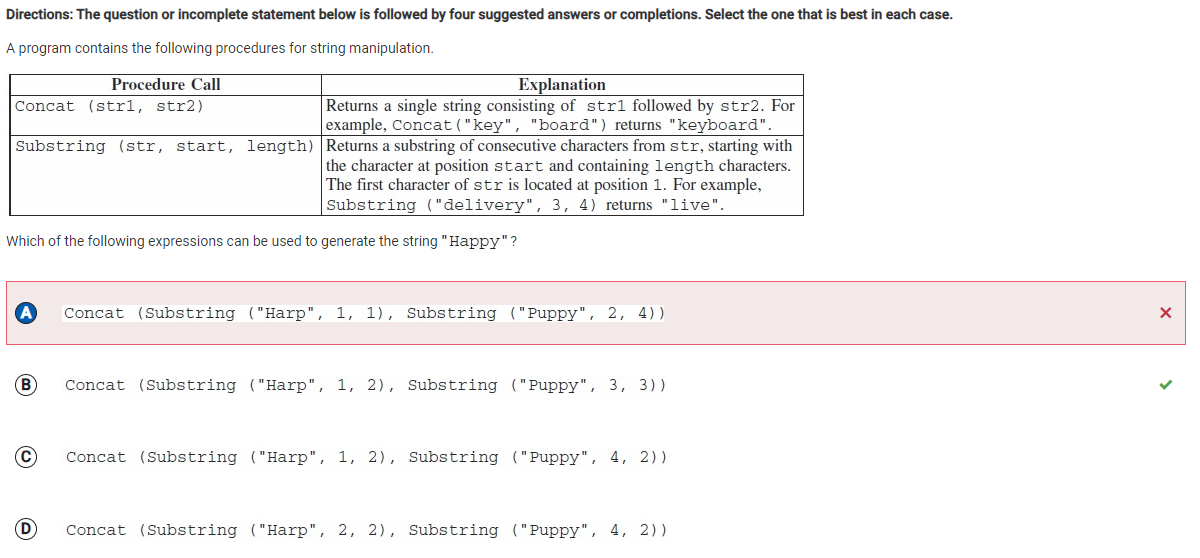 Directions: The question or incomplete statement below is followed by four suggested answers or completions. Select the one that is best in each case.
A program contains the following procedures for string manipulation.
Procedure Call Explanation
Concat (str1, str2) Returns a single string consisting of str1 followed by str2. For
example, Concat("key", "board") returns "keyboard".
Substring (str, start, length) Returns a substring of consecutive characters from str, starting with
the character at position start and containing length characters.
The first character of str is located at position 1. For example,
Substring ("delivery", 3, 4) returns "live".
Which of the following expressions can be used to generate the string "Happy"?
A Concat (Substring ("Harp", 1, 1), Substring ("Puppy", 2, 4))
B Concat (Substring ("Harp", 1, 2), Substring ("Puppy", 3, 3))
C Concat (Substring ("Harp", 1, 2), Substring ("Puppy", 4, 2))
D Concat (Substring ("Harp", 2, 2), Substring ("Puppy", 4, 2))